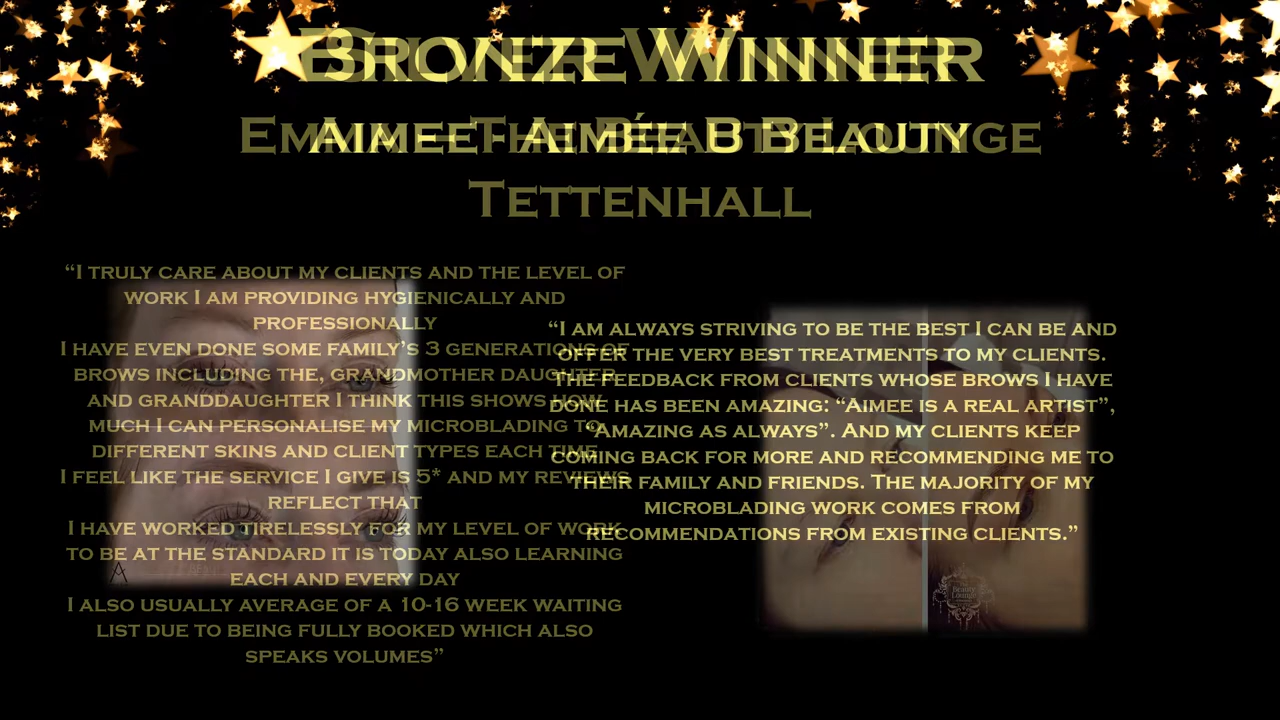 Bronze Winner
Silver Winner
Aimee - Aimée B Beauty
Emma - The Beauty Lounge
Tettenhall
“I truly care about my clients and the level of
work I am providing hygienically and
professionally
I have even done some family’s 3 generations of
brows including the, grandmother daughter
and granddaughter I think this shows how
much I can personalise my microblading to
different skins and client types each time
I feel like the service I give is 5* and my reviews
reflect that
I have worked tirelessly for my level of work
to be at the standard it is today also learning
each and every day
I also usually average of a 10-16 week waiting
list due to being fully booked which also
speaks volumes”
“I am always striving to be the best I can be and
offer the very best treatments to my clients.
The feedback from clients whose brows I have
done has been amazing: “Aimee is a real artist”,
“Amazing as always”. And my clients keep
coming back for more and recommending me to
their family and friends. The majority of my
microblading work comes from
recommendations from existing clients.”
Beauty
Lounge